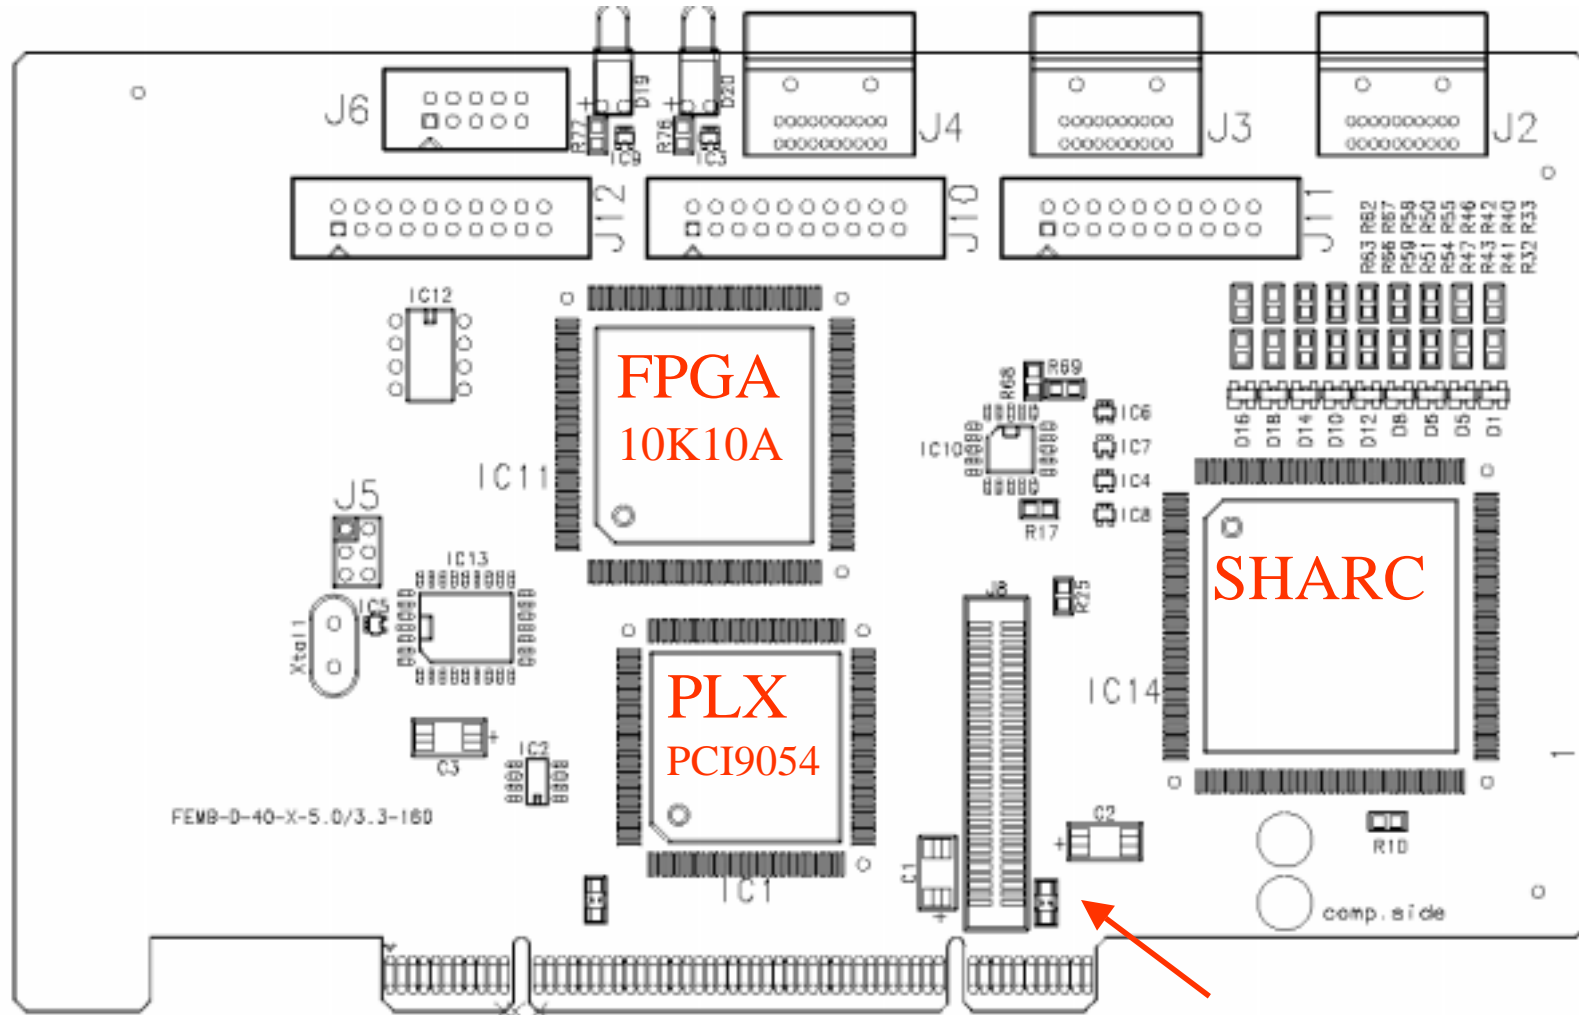 J6
R77
D19
IC9
R76
D20
IC3
J4
J3
J2
J12
J10
J11
R63 R62
R66 R67
R59 R58
R51 R50
R54 R55
R47 R46
R43 R42
R41 R40
R32 R33
IC12
FPGA
10K10A
IC11
R68
R69
IC10
IC6
IC7
IC4
IC8
R17
D16
D18
D14
D10
D12
D8
D6
D5
D1
J5
IC13
IC5
Xtal1
J8
R25
SHARC
IC14
PLX
PCI9054
C3
IC2
FEMB-D-40-X-5.0/3.3-160
IC1
C1
C2
R10
1
comp.side